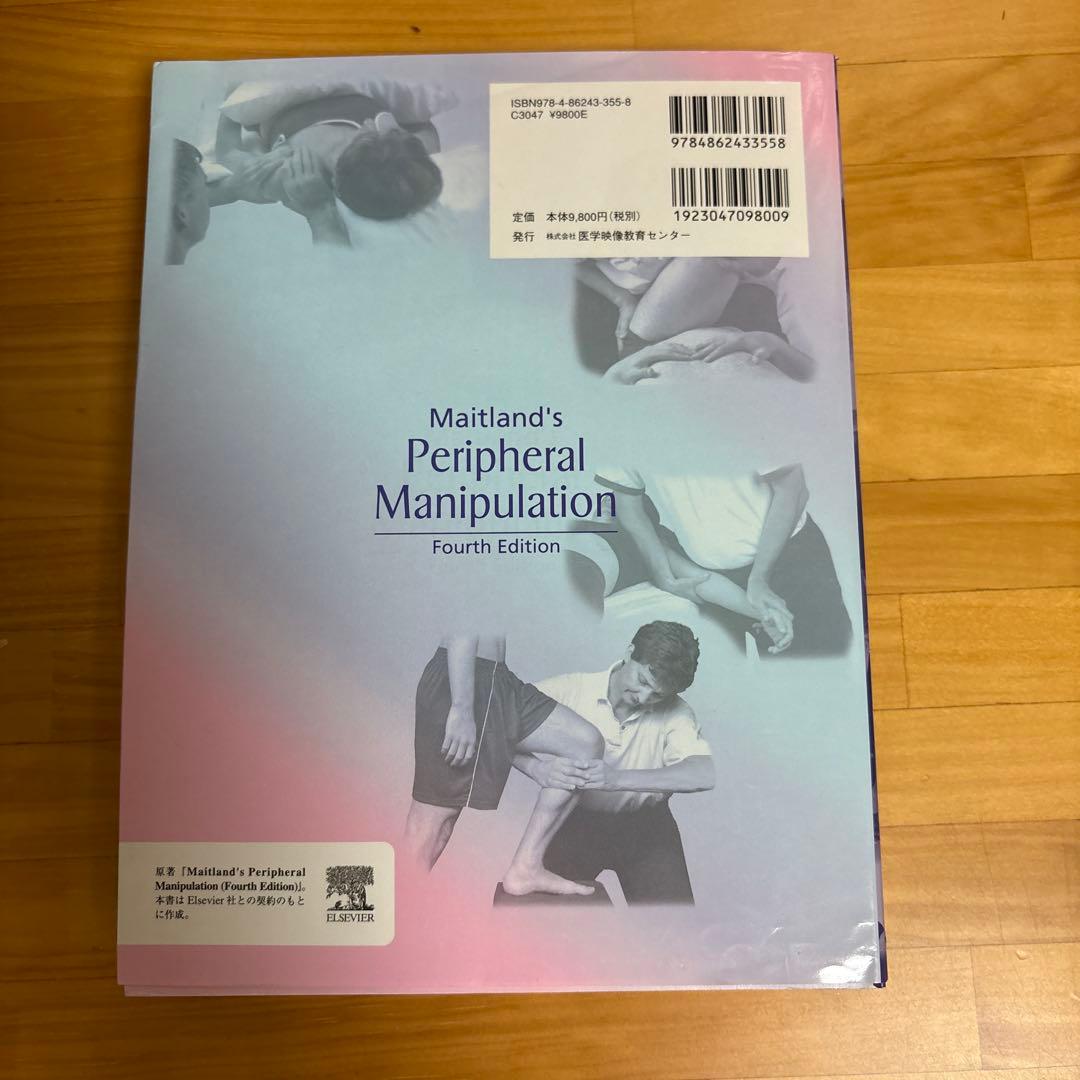 ISBN978-4-86243-355-8
C3047 ¥9800E
9784862433558
1923047098009
定価 本体9,800円(税別)
発行 株式会社 医学映像教育センター
Maitland's
Peripheral
Manipulation
Fourth Edition
原著『Maitland's Peripheral
Manipulation (Fourth Edition)』。
本書は Elsevier 社との契約のもと
に作成。
ELSEVIER